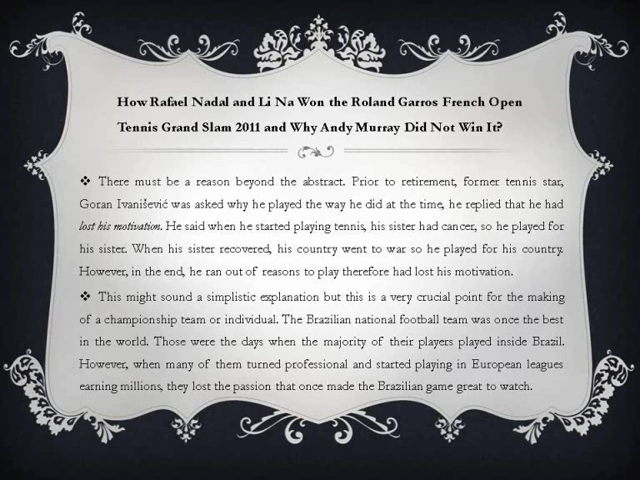 How Rafael Nadal and Li Na Won the Roland Garros French Open
Tennis Grand Slam 2011 and Why Andy Murray Did Not Win It?
❖ There must be a reason beyond the abstract. Prior to retirement, former tennis star,
Goran Ivanišević was asked why he played the way he did at the time, he replied that he had
lost his motivation. He said when he started playing tennis, his sister had cancer, so he played for
his sister. When his sister recovered, his country went to war so he played for his country.
However, in the end, he ran out of reasons to play therefore had lost his motivation.
❖ This might sound a simplistic explanation but this is a very crucial point for the making
of a championship team or individual. The Brazilian national football team was once the best
in the world. Those were the days when the majority of their players played inside Brazil.
However, when many of them turned professional and started playing in European leagues
earning millions, they lost the passion that once made the Brazilian game great to watch.